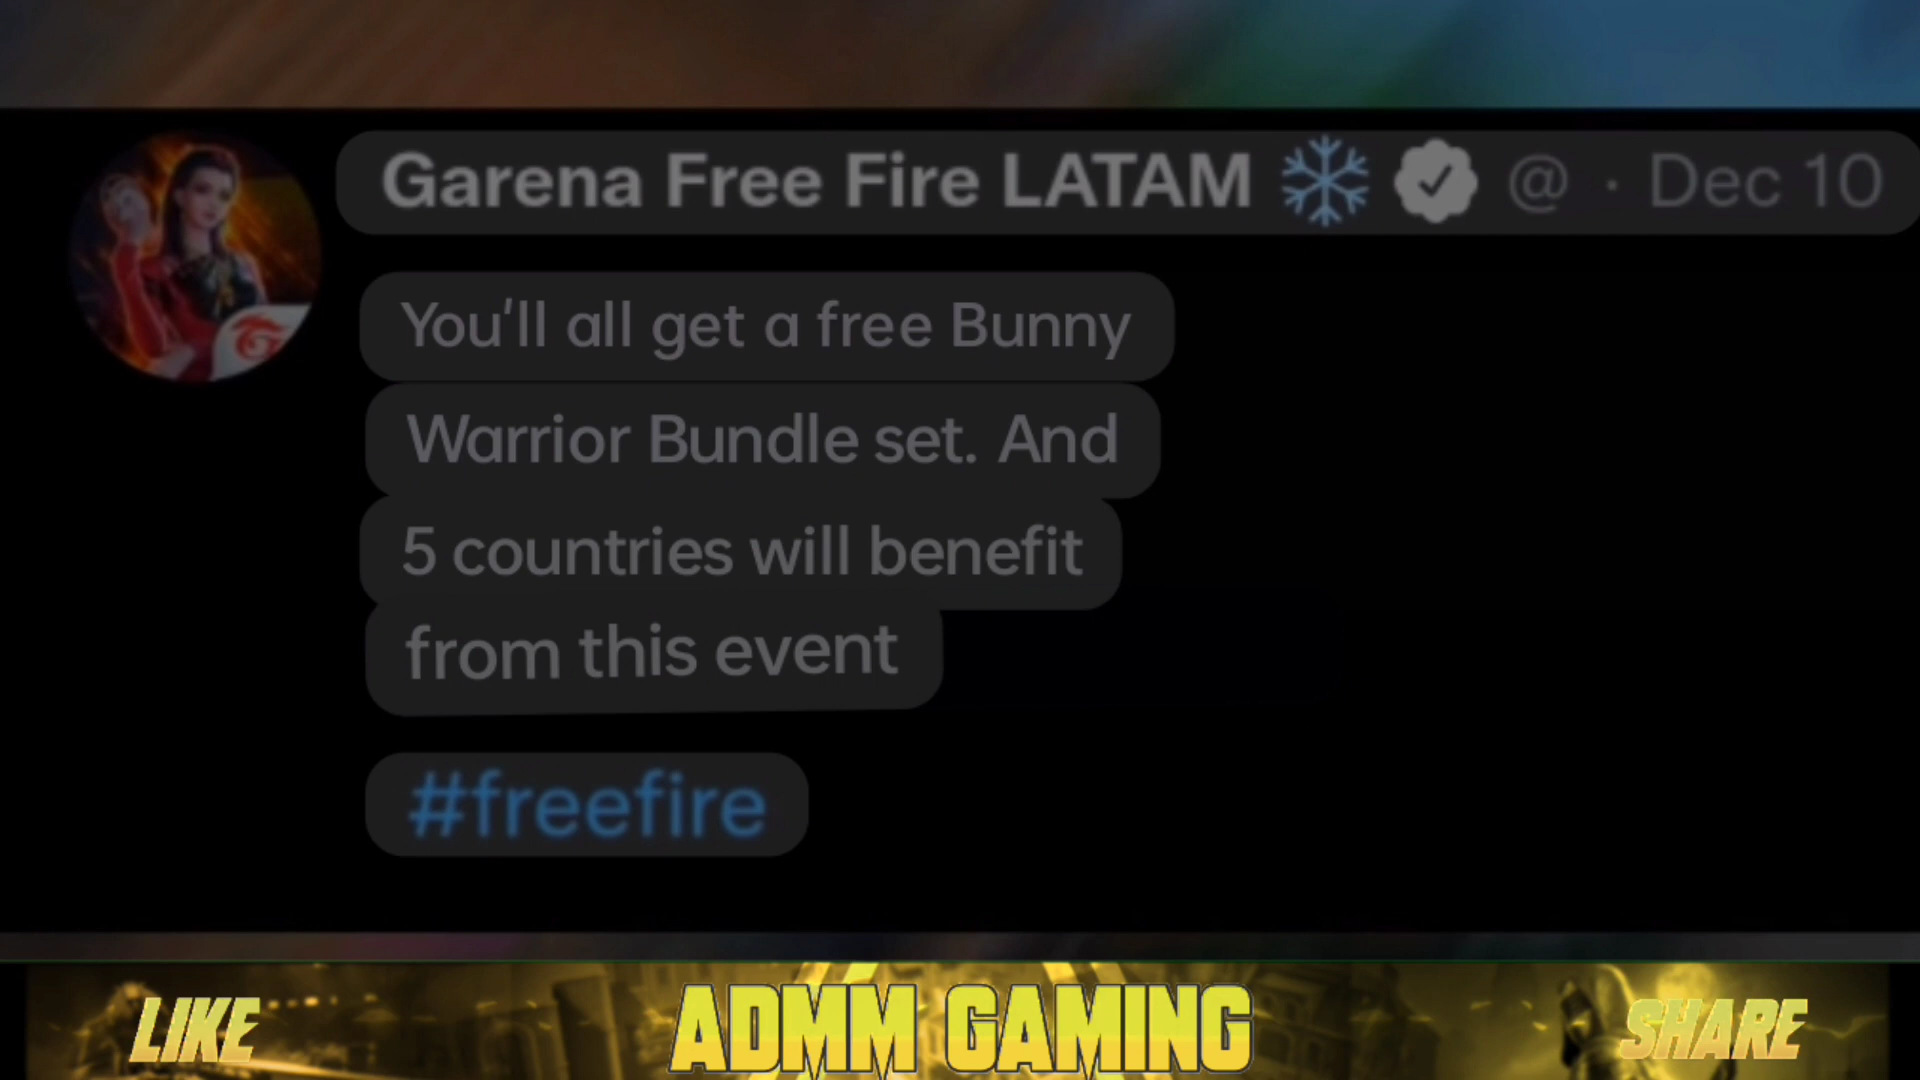 Garena Free Fire LATAM ❄ @ · Dec 10
You'll all get a free Bunny
Warrior Bundle set. And
5 countries will benefit
from this event
#freefire
LIKE
ADMM GAMING
SHARE